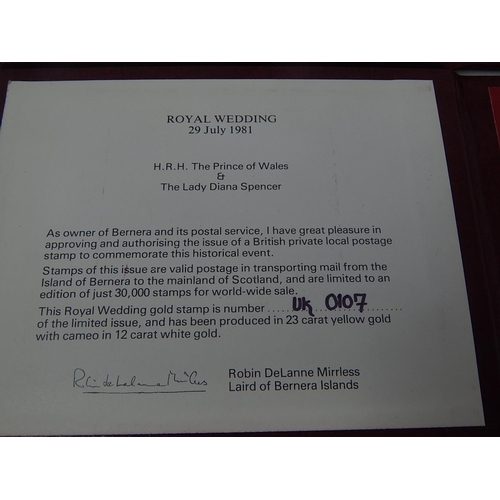 ROYAL WEDDING
29 July 1981
H.R.H. The Prince of Wales
&
The Lady Diana Spencer
As owner of Bernera and its postal service, I have great pleasure in
approving and authorising the issue of a British private local postage
stamp to commemorate this historical event.
Stamps of this issue are valid postage in transporting mail from the
Island of Bernera to the mainland of Scotland, and are limited to an
edition of just 30,000 stamps for world-wide sale.
This Royal Wedding gold stamp is number ..... UK 0107 ........
of the limited issue, and has been produced in 23 carat yellow gold
with cameo in 12 carat white gold.
Robin DeLanne Mirrless
Laird of Bernera Islands